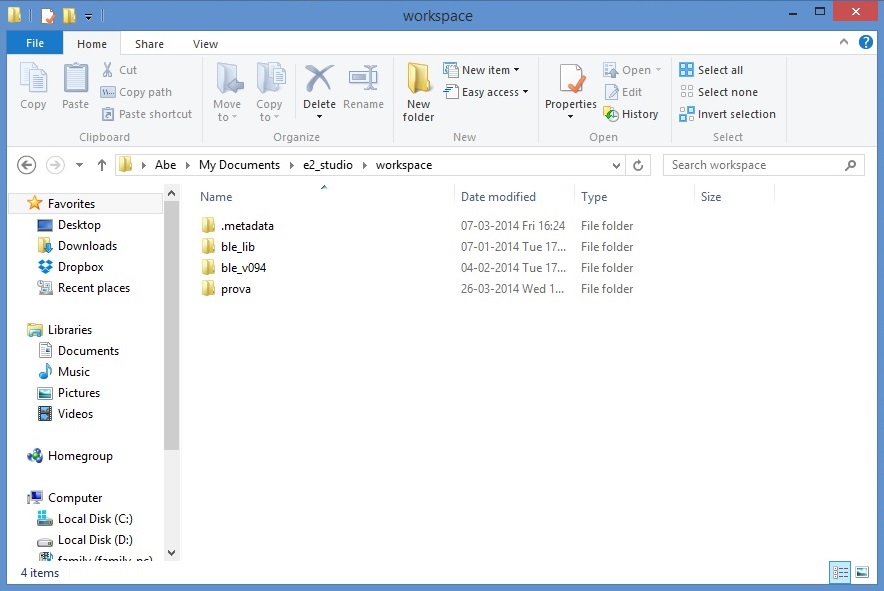 workspace
File Home Share View
Copy Paste Cut Copy path Paste shortcut
Clipboard
Move to Copy to Delete Rename
Organize
New folder New item Easy access
New
Properties Open Edit History
Open
Select all Select none Invert selection
Select
Abe My Documents e2_studio workspace
Search workspace
Name Date modified Type Size
.metadata 07-03-2014 Fri 16:24 File folder
ble_lib 07-01-2014 Tue 17... File folder
ble_v094 04-02-2014 Tue 17... File folder
prova 26-03-2014 Wed 1... File folder
Favorites
Desktop
Downloads
Dropbox
Recent places
Libraries
Documents
Music
Pictures
Videos
Homegroup
Computer
Local Disk (C:)
Local Disk (D:)
family (family_pc)
4 items